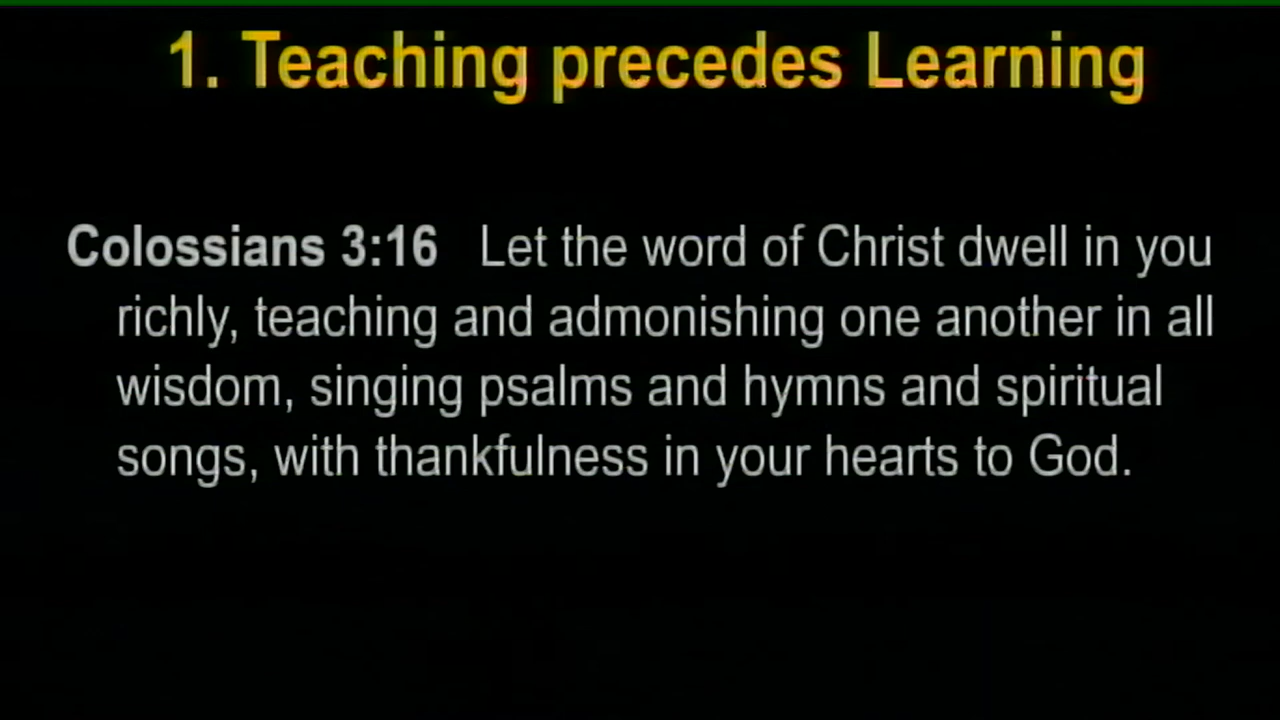 1. Teaching precedes Learning
Colossians 3:16 Let the word of Christ dwell in you
richly, teaching and admonishing one another in all
wisdom, singing psalms and hymns and spiritual
songs, with thankfulness in your hearts to God.